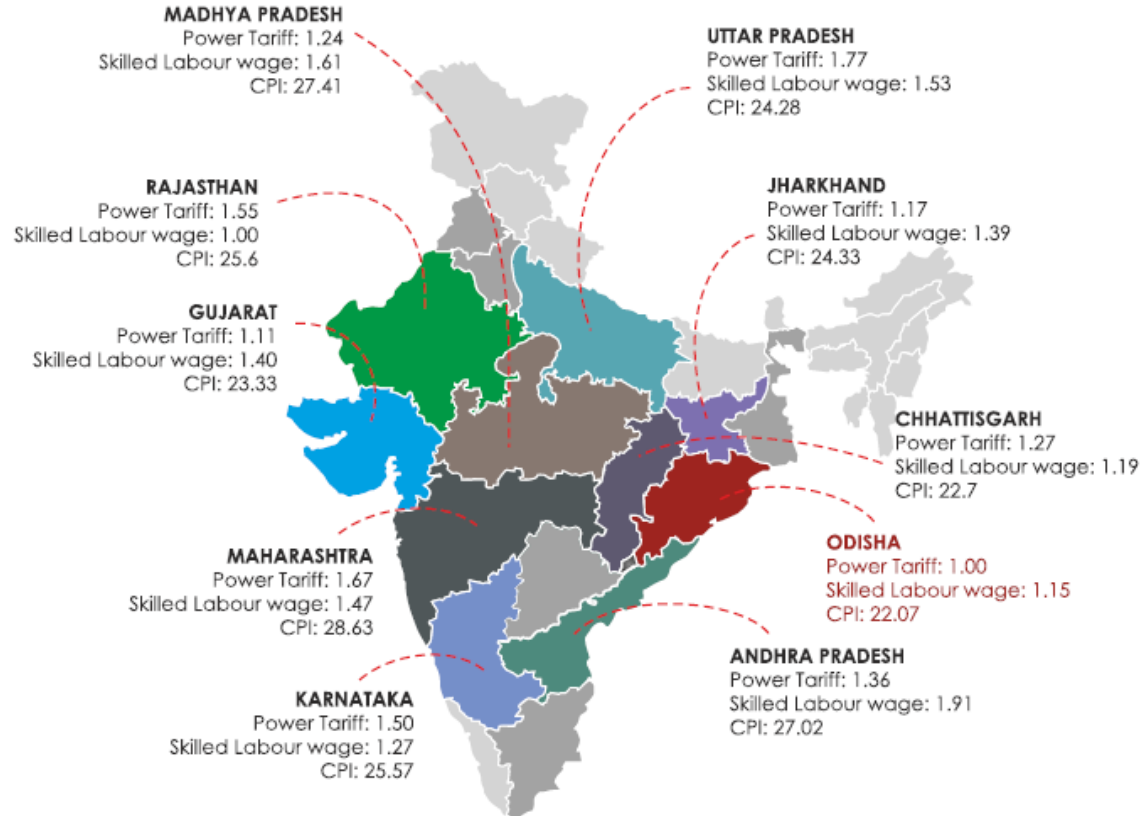 MADHYA PRADESH
Power Tariff: 1.24
Skilled Labour wage: 1.61
CPI: 27.41
UTTAR PRADESH
Power Tariff: 1.77
Skilled Labour wage: 1.53
CPI: 24.28
RAJASTHAN
Power Tariff: 1.55
Skilled Labour wage: 1.00
CPI: 25.6
JHARKHAND
Power Tariff: 1.17
Skilled Labour wage: 1.39
CPI: 24.33
GUJARAT
Power Tariff: 1.11
Skilled Labour wage: 1.40
CPI: 23.33
CHHATTISGARH
Power Tariff: 1.27
Skilled Labour wage: 1.19
CPI: 22.7
MAHARASHTRA
Power Tariff: 1.67
Skilled Labour wage: 1.47
CPI: 28.63
ODISHA
Power Tariff: 1.00
Skilled Labour wage: 1.15
CPI: 22.07
ANDHRA PRADESH
Power Tariff: 1.36
Skilled Labour wage: 1.91
CPI: 27.02
KARNATAKA
Power Tariff: 1.50
Skilled Labour wage: 1.27
CPI: 25.57